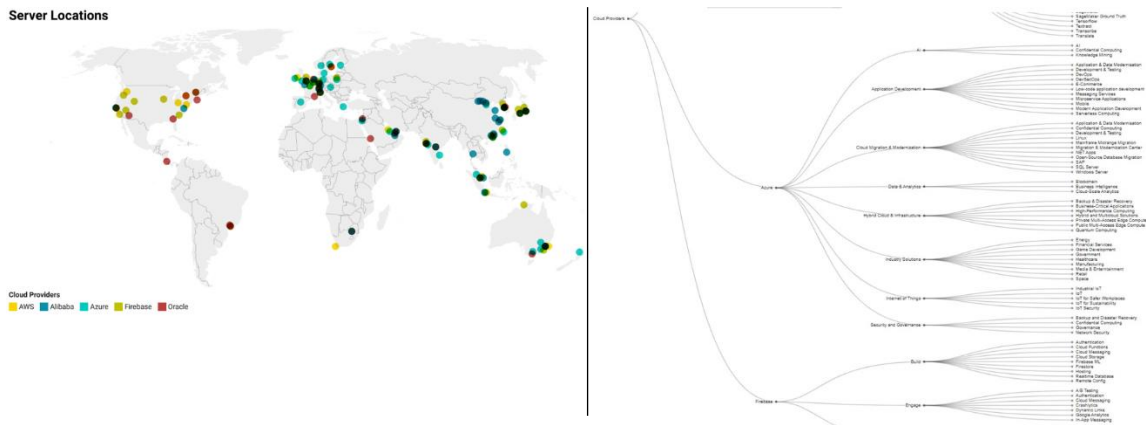 Server Locations
Cloud Providers
AWS
Alibaba
Azure
Firebase
Oracle
Cloud Providers
SageMaker Ground Truth
Tensorflow
Textract
Transcribe
Translate
Azure
AI
AI
Confidential Computing
Knowledge Mining
Application Development
Application & Data Modernisation
Development & Testing
DevOps
DevSecOps
E-Commerce
Low-code application development
Messaging Services
Microservice Applications
Mobile
Modern Application Development
Serverless Computing
Cloud Migration & Modernisation
Application & Data Modernisation
Confidential Computing
Development & Testing
Linux
Mainframe Midrange Migration
Migration & Modernisation Center
.NET Apps
Open-Source Database Migration
SAP
SQL Server
Windows Server
Data & Analytics
Blockchain
Business Intelligence
Cloud-Scale Analytics
Hybrid Cloud & Infrastructure
Backup & Disaster Recovery
Business-Critical Applications
High-Performance Computing
Hybrid and Multicloud Solutions
Private Multi-Access Edge Compute
Public Multi-Access Edge Compute
Quantum Computing
Industry Solutions
Energy
Financial Services
Game Development
Government
Healthcare
Manufacturing
Media & Entertainment
Retail
Space
Internet of Things
Industrial IoT
IoT
IoT for Safer Workplaces
IoT for Sustainability
IoT Security
Security and Governance
Backup and Disaster Recovery
Confidential Computing
Governance
Network Security
Firebase
Build
Authentication
Cloud Functions
Cloud Messaging
Cloud Storage
Firebase ML
Firestore
Hosting
Realtime Database
Remote Config
Engage
A/B Testing
Authentication
Cloud Messaging
Crashlytics
Dynamic Links
Google Analytics
In-App Messaging